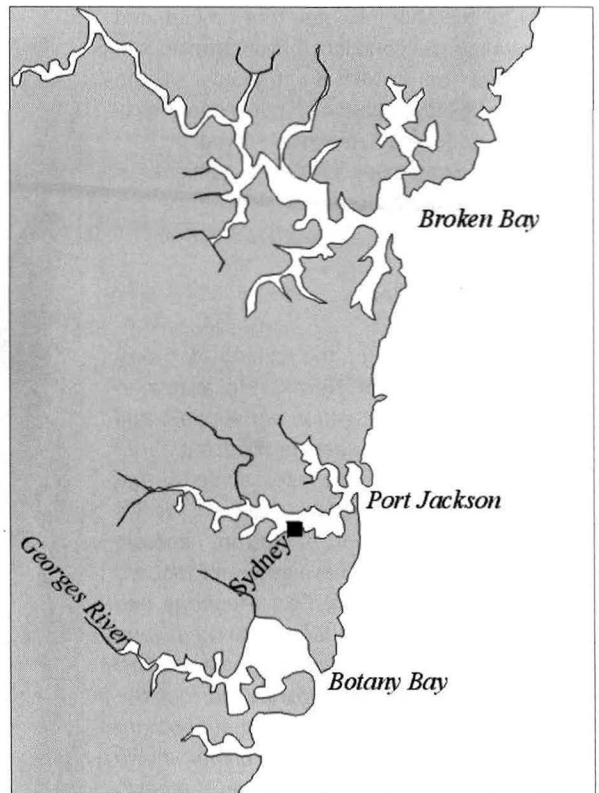 Broken Bay
Port Jackson
Sydney
Georges River
Botany Bay